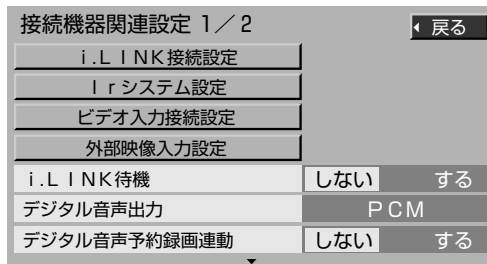 接続機器関連設定 1/2 戻る
i.LINK接続設定
Irシステム設定
ビデオ入力接続設定
外部映像入力設定
i.LINK待機 しない する
デジタル音声出力 PCM
デジタル音声予約録画連動 しない する